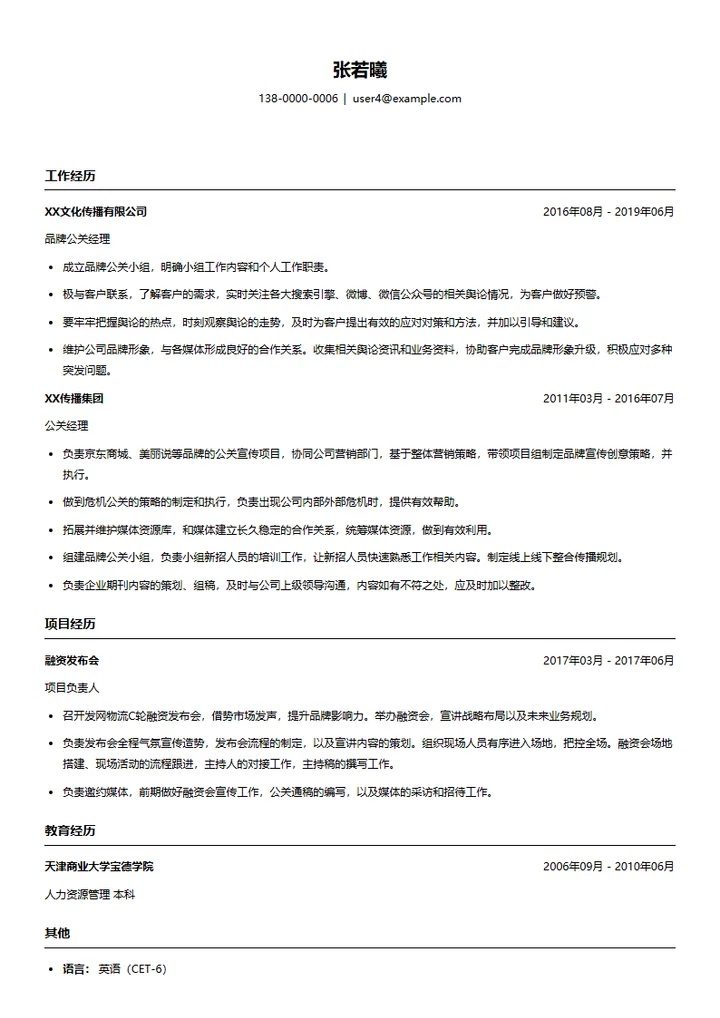 张若曦
138-0000-0006 | user4@example.com
工作经历
XX文化传播有限公司 2016年08月 - 2019年06月
品牌公关经理
• 成立品牌公关小组，明确小组工作内容和个人工作职责。
• 极与客户联系，了解客户的需求，实时关注各大搜索引擎、微博、微信公众号的相关舆论情况，为客户做好预警。
• 要牢牢把握舆论的热点，时刻观察舆论的走势，及时为客户提出有效的应对对策和方法，并加以引导和建议。
• 维护公司品牌形象，与各媒体形成良好的合作关系。收集相关舆论资讯和业务资料，协助客户完成品牌形象升级，积极应对多种
突发问题。
XX传播集团 2011年03月 - 2016年07月
公关经理
• 负责京东商城、美丽说等品牌的公关宣传项目，协同公司营销部门，基于整体营销策略，带领项目组制定品牌宣传创意策略，并
执行。
• 做到危机公关的策略的制定和执行，负责出现公司内部外部危机时，提供有效帮助。
• 拓展并维护媒体资源库，和媒体建立长久稳定的合作关系，统筹媒体资源，做到有效利用。
• 组建品牌公关小组，负责小组新招人员的培训工作，让新招人员快速熟悉工作相关内容。制定线上线下整合传播规划。
• 负责企业期刊内容的策划、组稿，及时与公司上级领导沟通，内容如有不符之处，应及时加以整改。
项目经历
融资发布会 2017年03月 - 2017年06月
项目负责人
• 召开发网物流C轮融资发布会，借势市场发声，提升品牌影响力。举办融资会，宣讲战略布局以及未来业务规划。
• 负责发布会全程气氛宣传造势，发布会流程的制定，以及宣讲内容的策划。组织现场人员有序进入场地，把控全场。融资会场地
搭建、现场活动的流程跟进，主持人的对接工作，主持稿的撰写工作。
• 负责邀约媒体，前期做好融资会宣传工作，公关通稿的编写，以及媒体的采访和招待工作。
教育经历
天津商业大学宝德学院 2006年09月 - 2010年06月
人力资源管理 本科
其他
• 语言： 英语（CET-6）